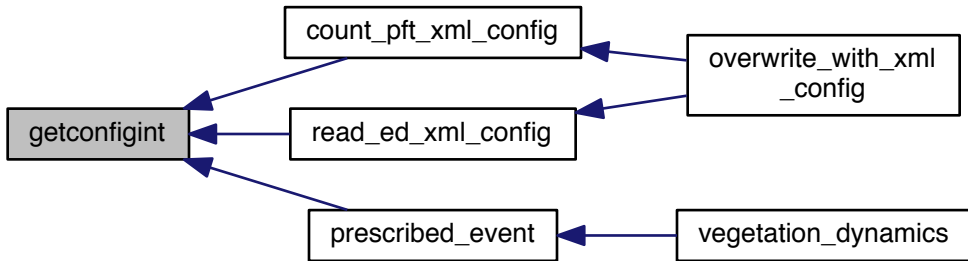 count_pft_xml_config
overwrite_with_xml
_config
getconfigint
read_ed_xml_config
prescribed_event
vegetation_dynamics